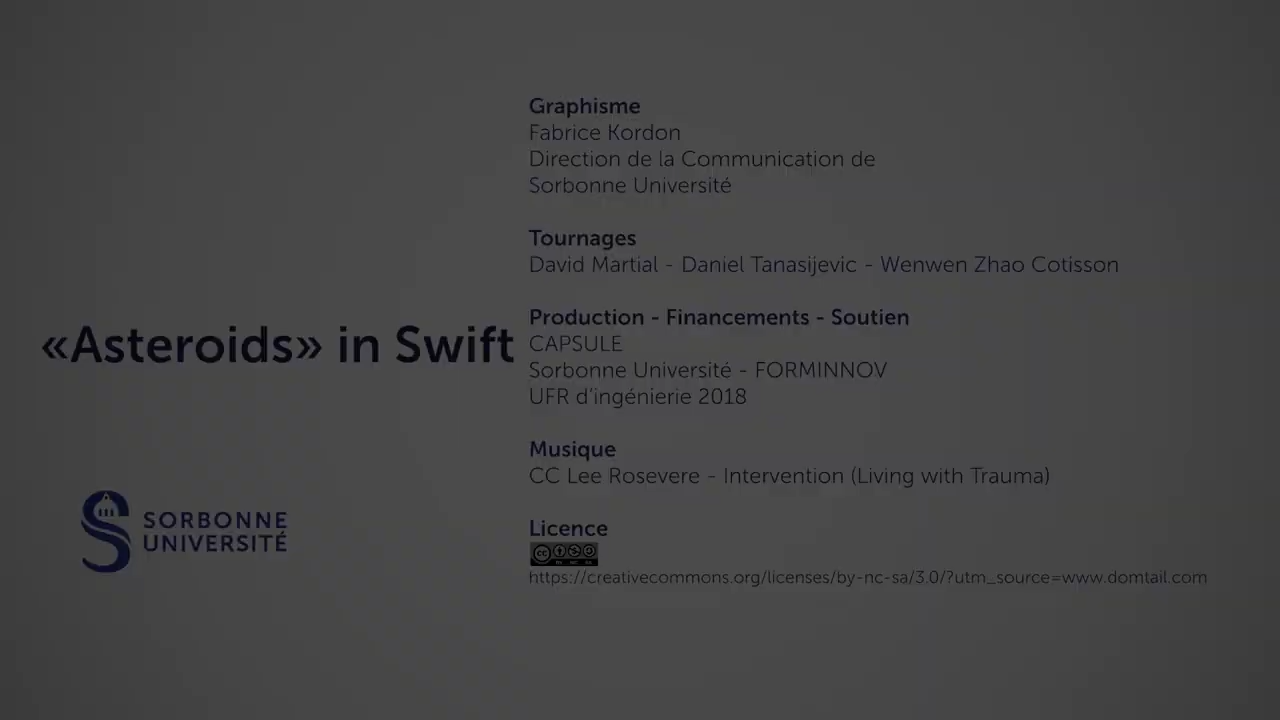 «Asteroids» in Swift
SORBONNE
UNIVERSITÉ
Graphisme
Fabrice Kordon
Direction de la Communication de
Sorbonne Université
Tournages
David Martial - Daniel Tanasijevic - Wenwen Zhao Cotisson
Production - Financements - Soutien
CAPSULE
Sorbonne Université - FORMINNOV
UFR d'ingénierie 2018
Musique
CC Lee Rosevere - Intervention (Living with Trauma)
Licence
https://creativecommons.org/licenses/by-nc-sa/3.0/?utm_source=www.domtail.com